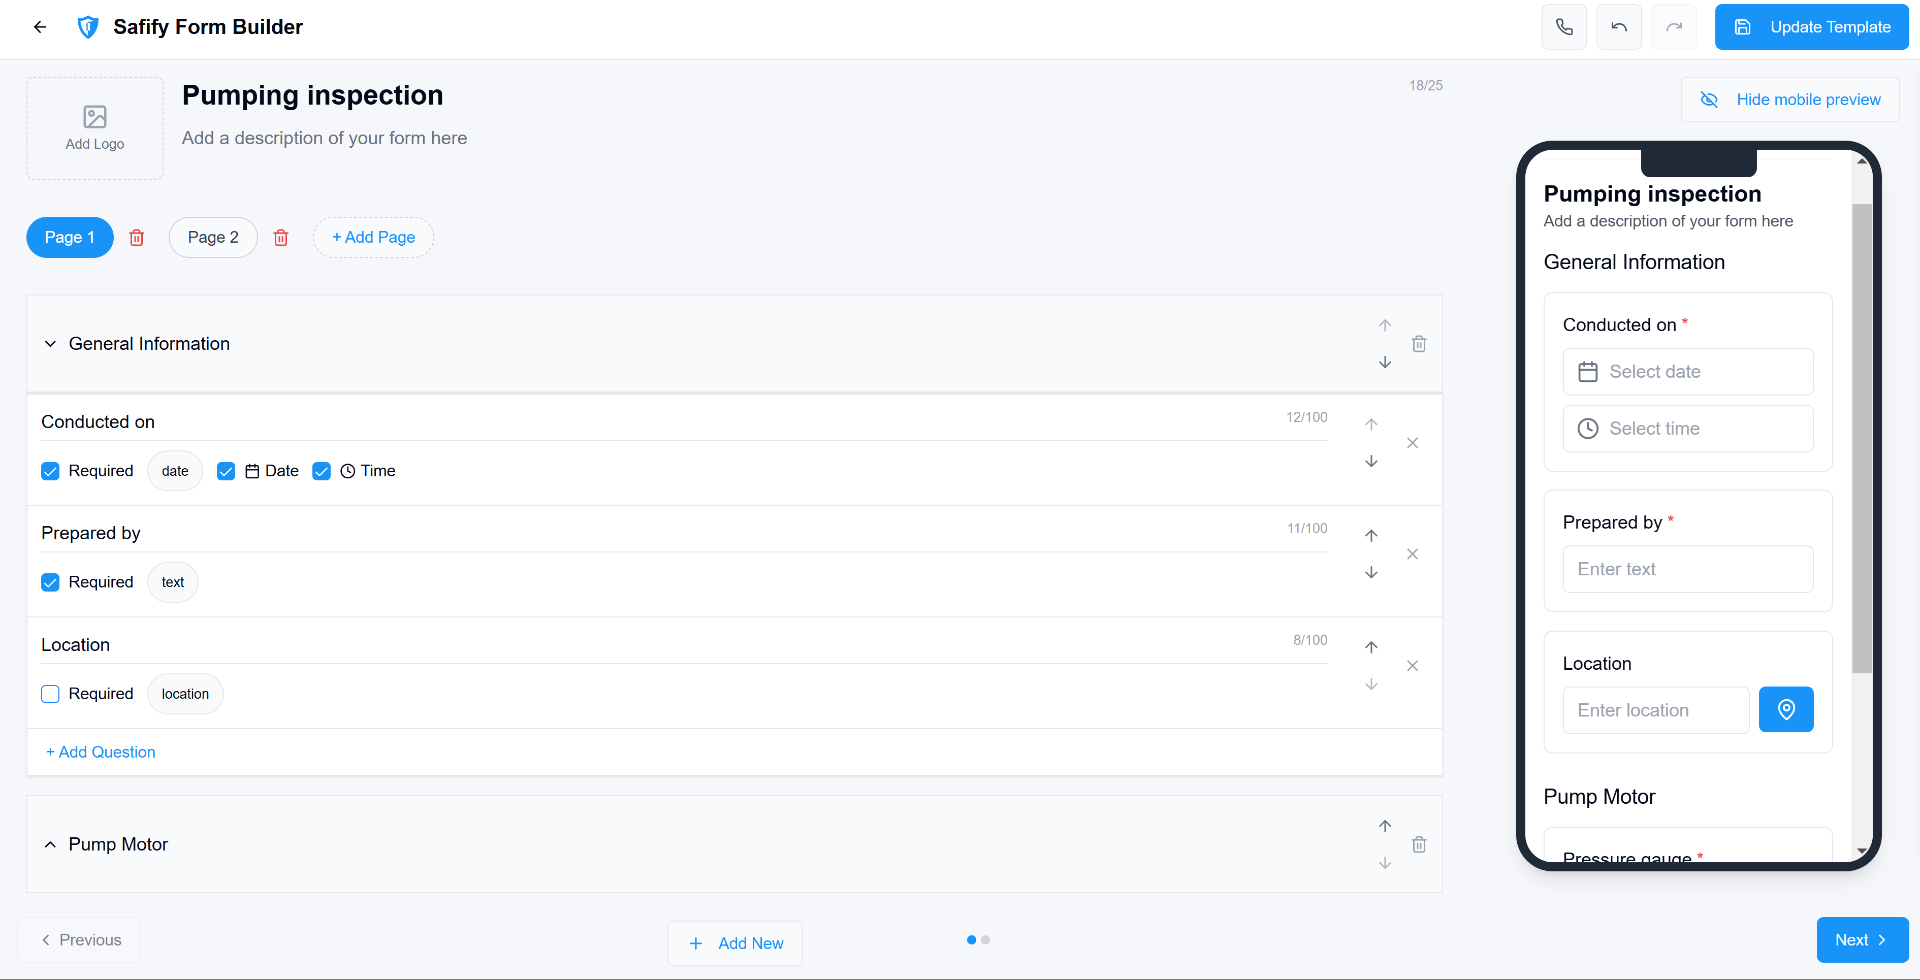 Safify Form Builder
Update Template
Add Logo
Pumping inspection
18/25
Add a description of your form here
Hide mobile preview
Page 1
Page 2
+ Add Page
General Information
Conducted on
12/100
Required
date
Date
Time
Prepared by
11/100
Required
text
Location
8/100
Required
location
+ Add Question
Pump Motor
Pumping inspection
Add a description of your form here
General Information
Conducted on *
Select date
Select time
Prepared by *
Enter text
Location
Enter location
Pump Motor
Pressure gauge *
Previous
+ Add New
Next